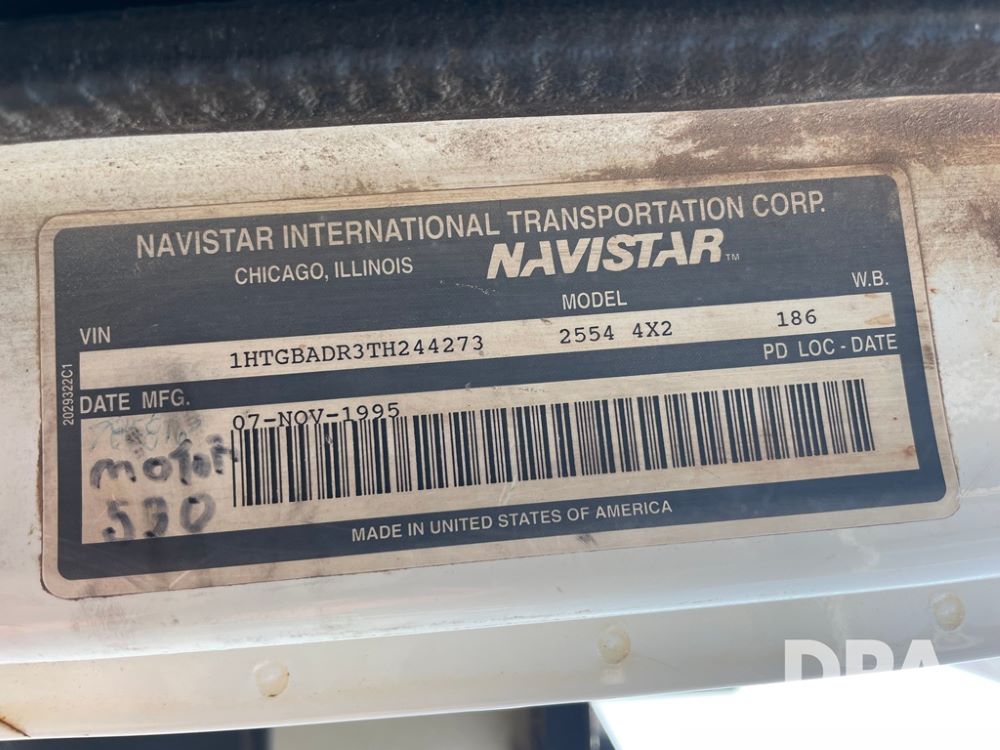 NAVISTAR INTERNATIONAL TRANSPORTATION CORP.
CHICAGO, ILLINOIS NAVISTAR™
VIN MODEL W.B.
1HTGBADR3TH244273 2554 4X2 186
DATE MFG. PD LOC - DATE
07-NOV-1995
motor
530
MADE IN UNITED STATES OF AMERICA
2029322C1
DPA